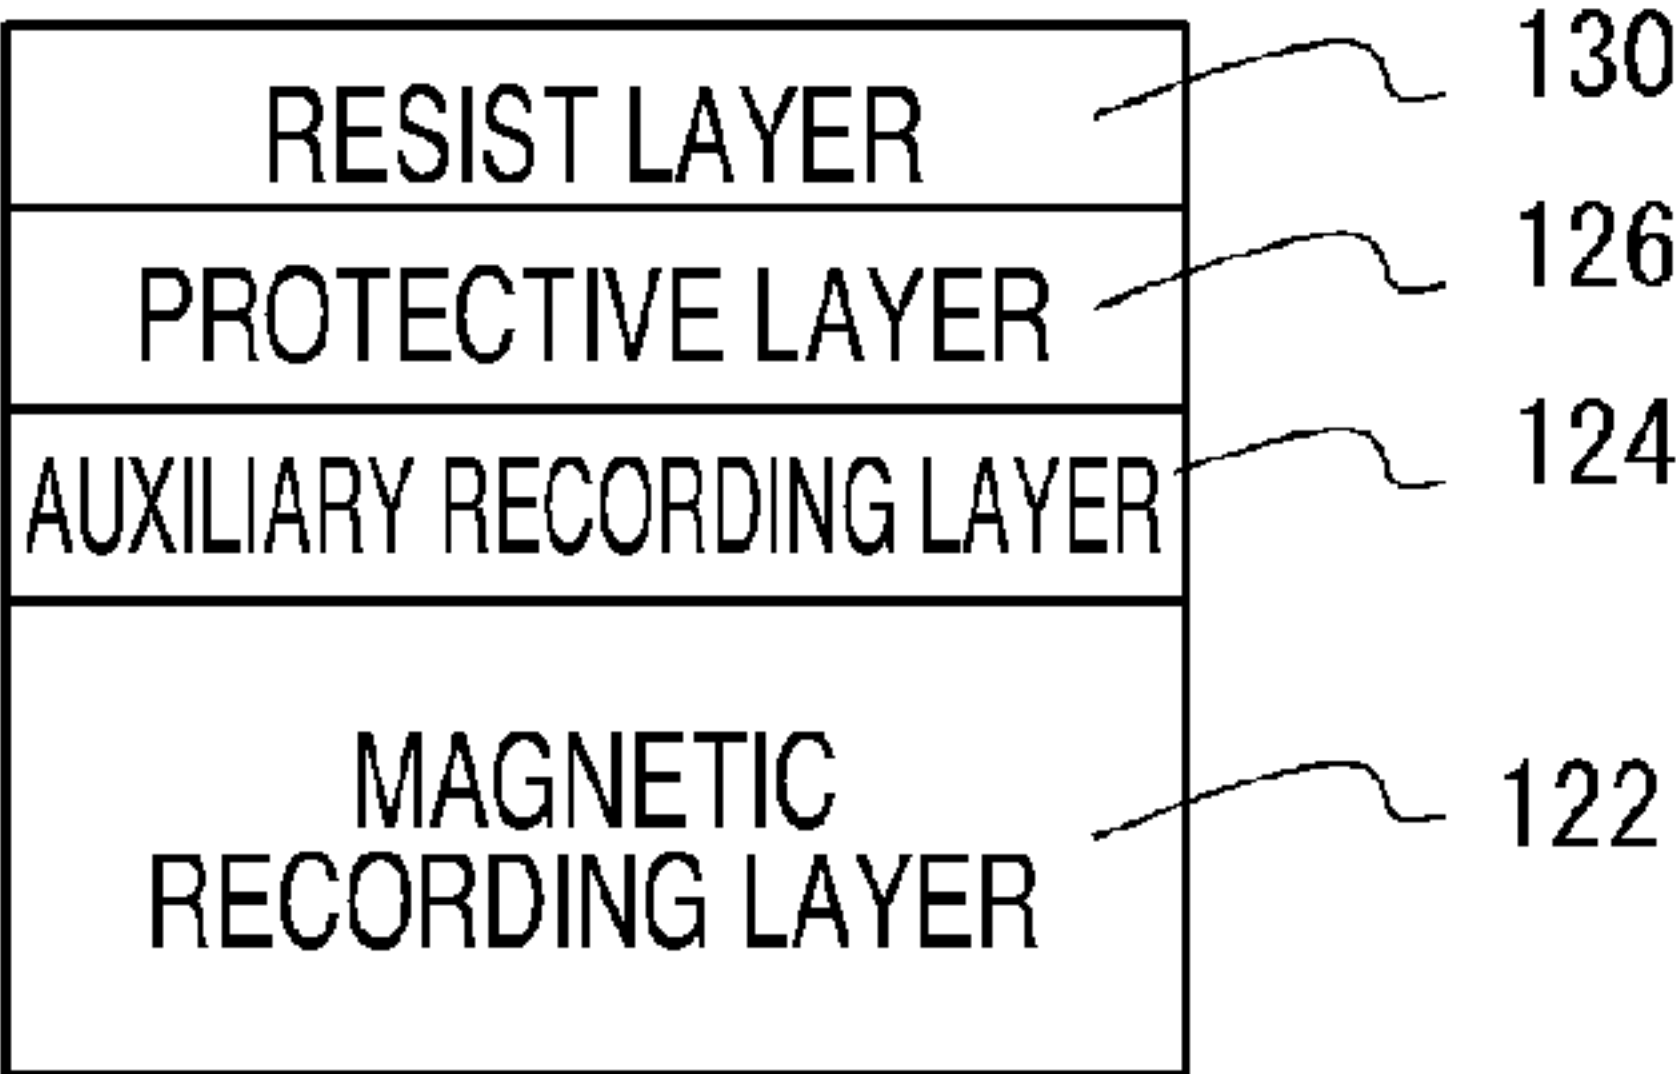 RESIST LAYER 130
PROTECTIVE LAYER 126
AUXILIARY RECORDING LAYER 124
MAGNETIC
RECORDING LAYER
122